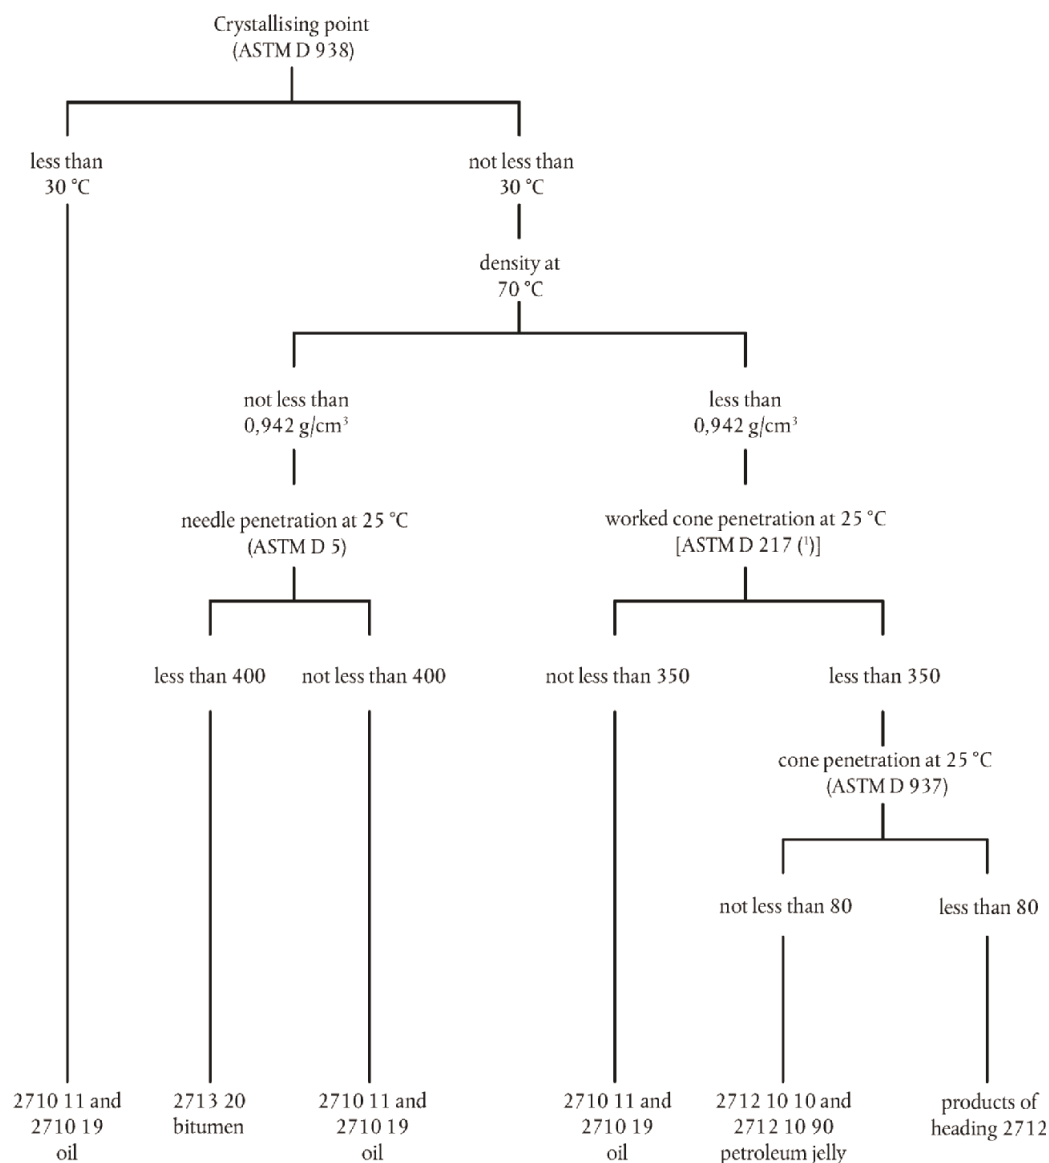 Crystallising point
(ASTM D 938)
less than
30 °C
not less than
30 °C
density at
70 °C
not less than
0,942 g/cm³
less than
0,942 g/cm³
needle penetration at 25 °C
(ASTM D 5)
worked cone penetration at 25 °C
[ASTM D 217 (¹)]
less than 400
not less than 400
not less than 350
less than 350
cone penetration at 25 °C
(ASTM D 937)
not less than 80
less than 80
2710 11 and
2710 19
oil
2713 20
bitumen
2710 11 and
2710 19
oil
2710 11 and
2710 19
oil
2712 10 10 and
2712 10 90
petroleum jelly
products of
heading 2712